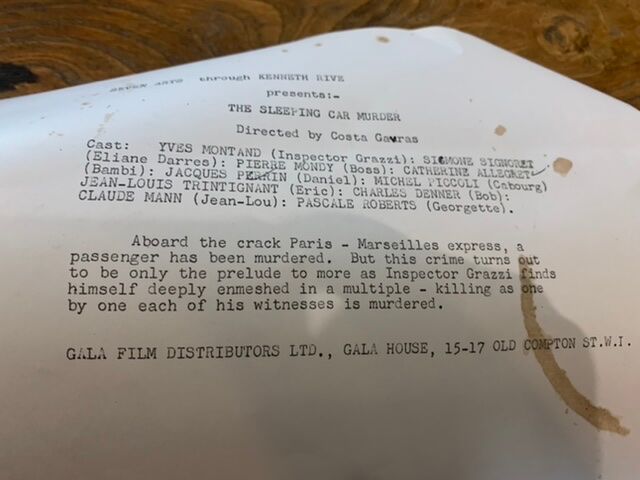 SEVEN ARTS through KENNETH RIVE
presents:-
THE SLEEPING CAR MURDER
Directed by Costa Gavras
Cast: YVES MONTAND (Inspector Grazzi): SIGMONE SIGNORET
(Eliane Darres): PIERRE MONDY (Boss): CATHERINE ALLEGRET
(Bambi): JACQUES PERRIN (Daniel): MICHEL PICCOLI (Cabourg)
JEAN-LOUIS TRINTIGNANT (Eric): CHARLES DENNER (Bob):
CLAUDE MANN (Jean-Lou): PASCALE ROBERTS (Georgette).
Aboard the crack Paris - Marseilles express, a
passenger has been murdered. But this crime turns out
to be only the prelude to more as Inspector Grazzi finds
himself deeply enmeshed in a multiple - killing as one
by one each of his witnesses is murdered.
GALA FILM DISTRIBUTORS LTD., GALA HOUSE, 15-17 OLD COMPTON ST.W.I.